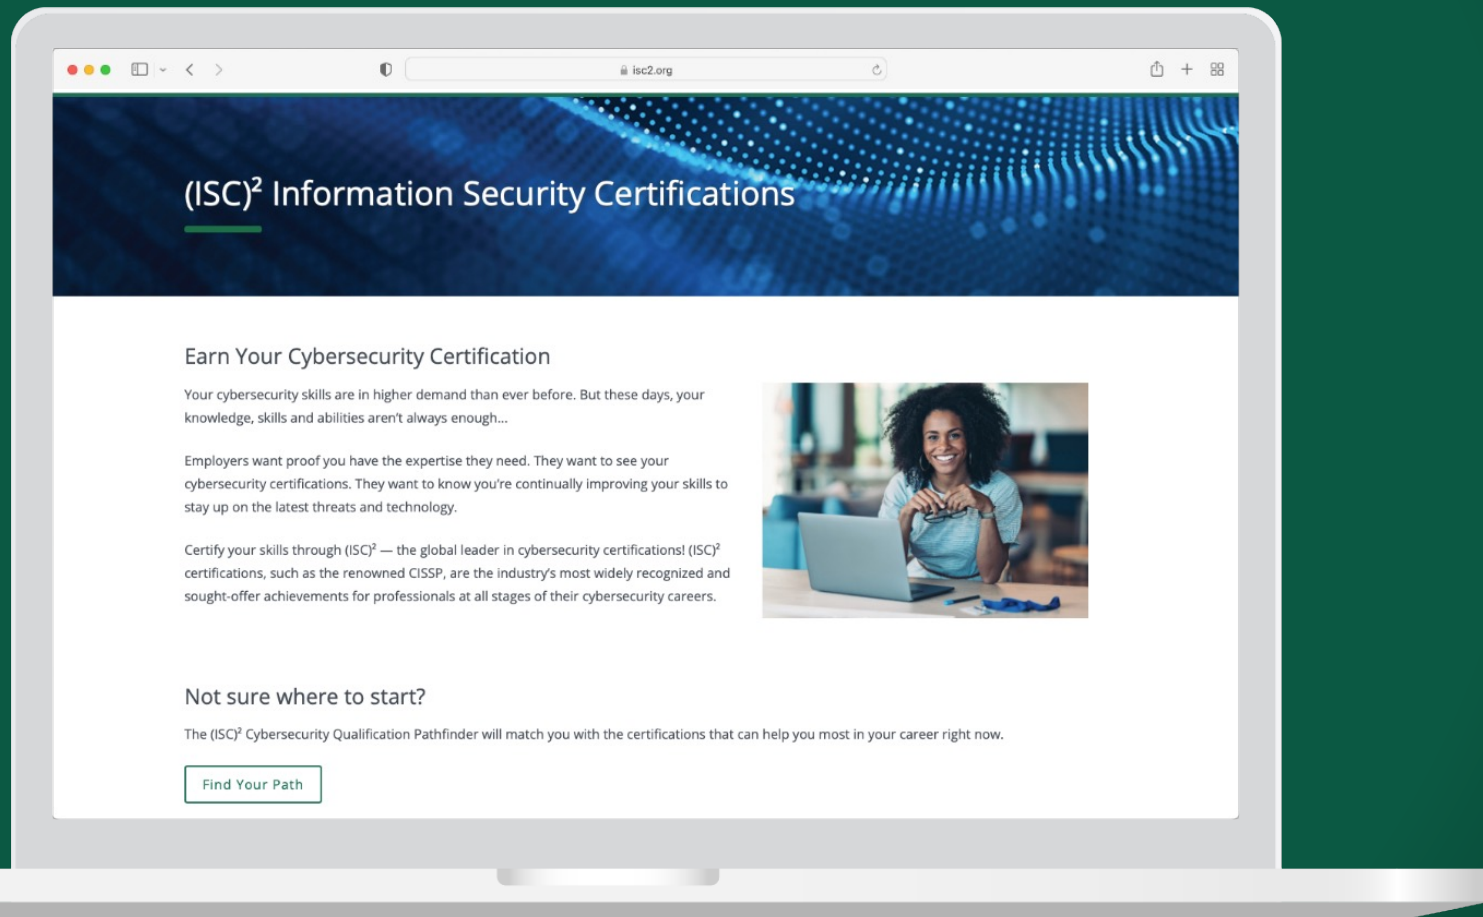 isc2.org
(ISC)² Information Security Certifications
Earn Your Cybersecurity Certification
Your cybersecurity skills are in higher demand than ever before. But these days, your
knowledge, skills and abilities aren't always enough...
Employers want proof you have the expertise they need. They want to see your
cybersecurity certifications. They want to know you're continually improving your skills to
stay up on the latest threats and technology.
Certify your skills through (ISC)² — the global leader in cybersecurity certifications! (ISC)²
certifications, such as the renowned CISSP, are the industry's most widely recognized and
sought-offer achievements for professionals at all stages of their cybersecurity careers.
Not sure where to start?
The (ISC)² Cybersecurity Qualification Pathfinder will match you with the certifications that can help you most in your career right now.
Find Your Path